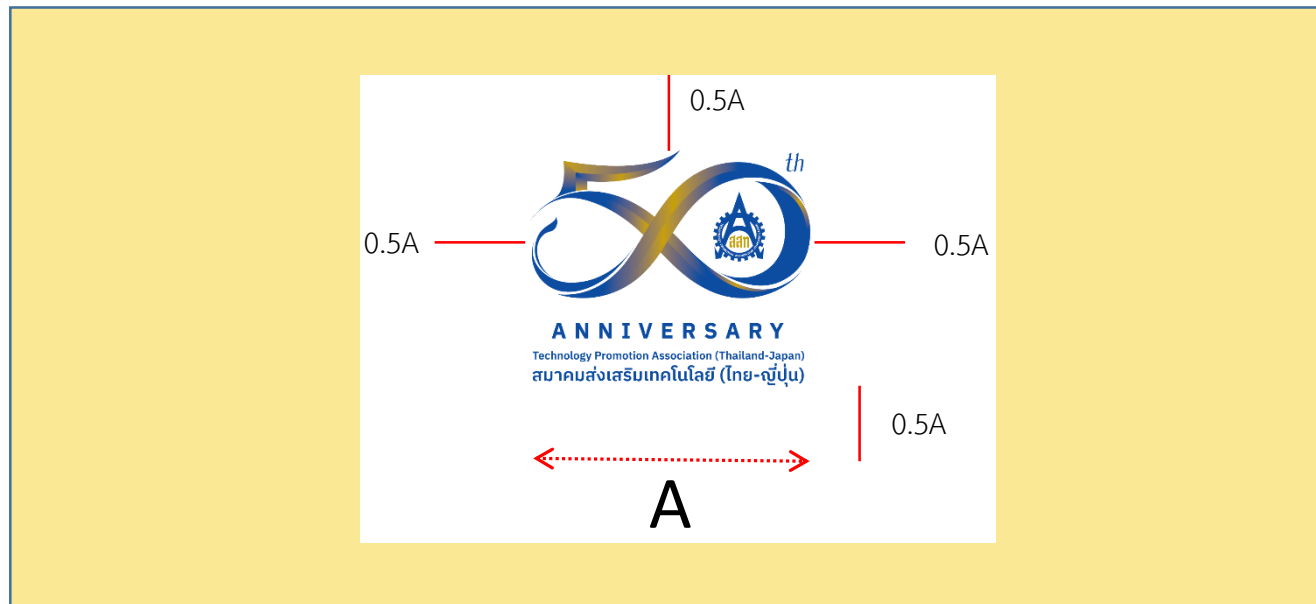 0.5A
50th
สสท
0.5A
0.5A
ANNIVERSARY
Technology Promotion Association (Thailand-Japan)
สมาคมส่งเสริมเทคโนโลยี (ไทย-ญี่ปุ่น)
0.5A
A